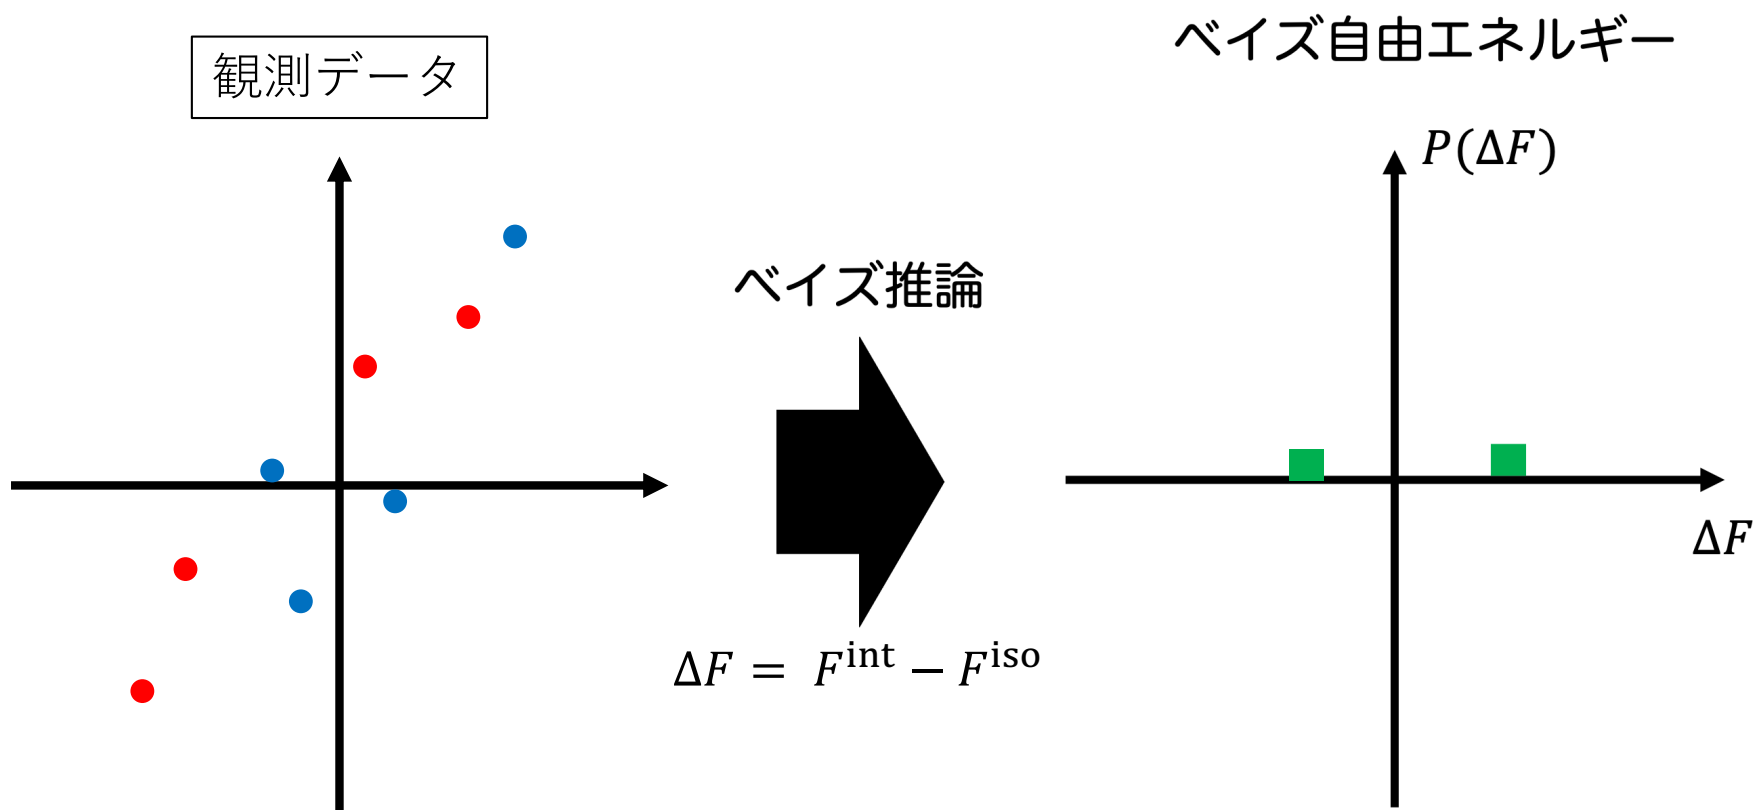 観測データ
ベイズ自由エネルギー
P(ΔF)
ベイズ推論
ΔF = F^int − F^iso
ΔF